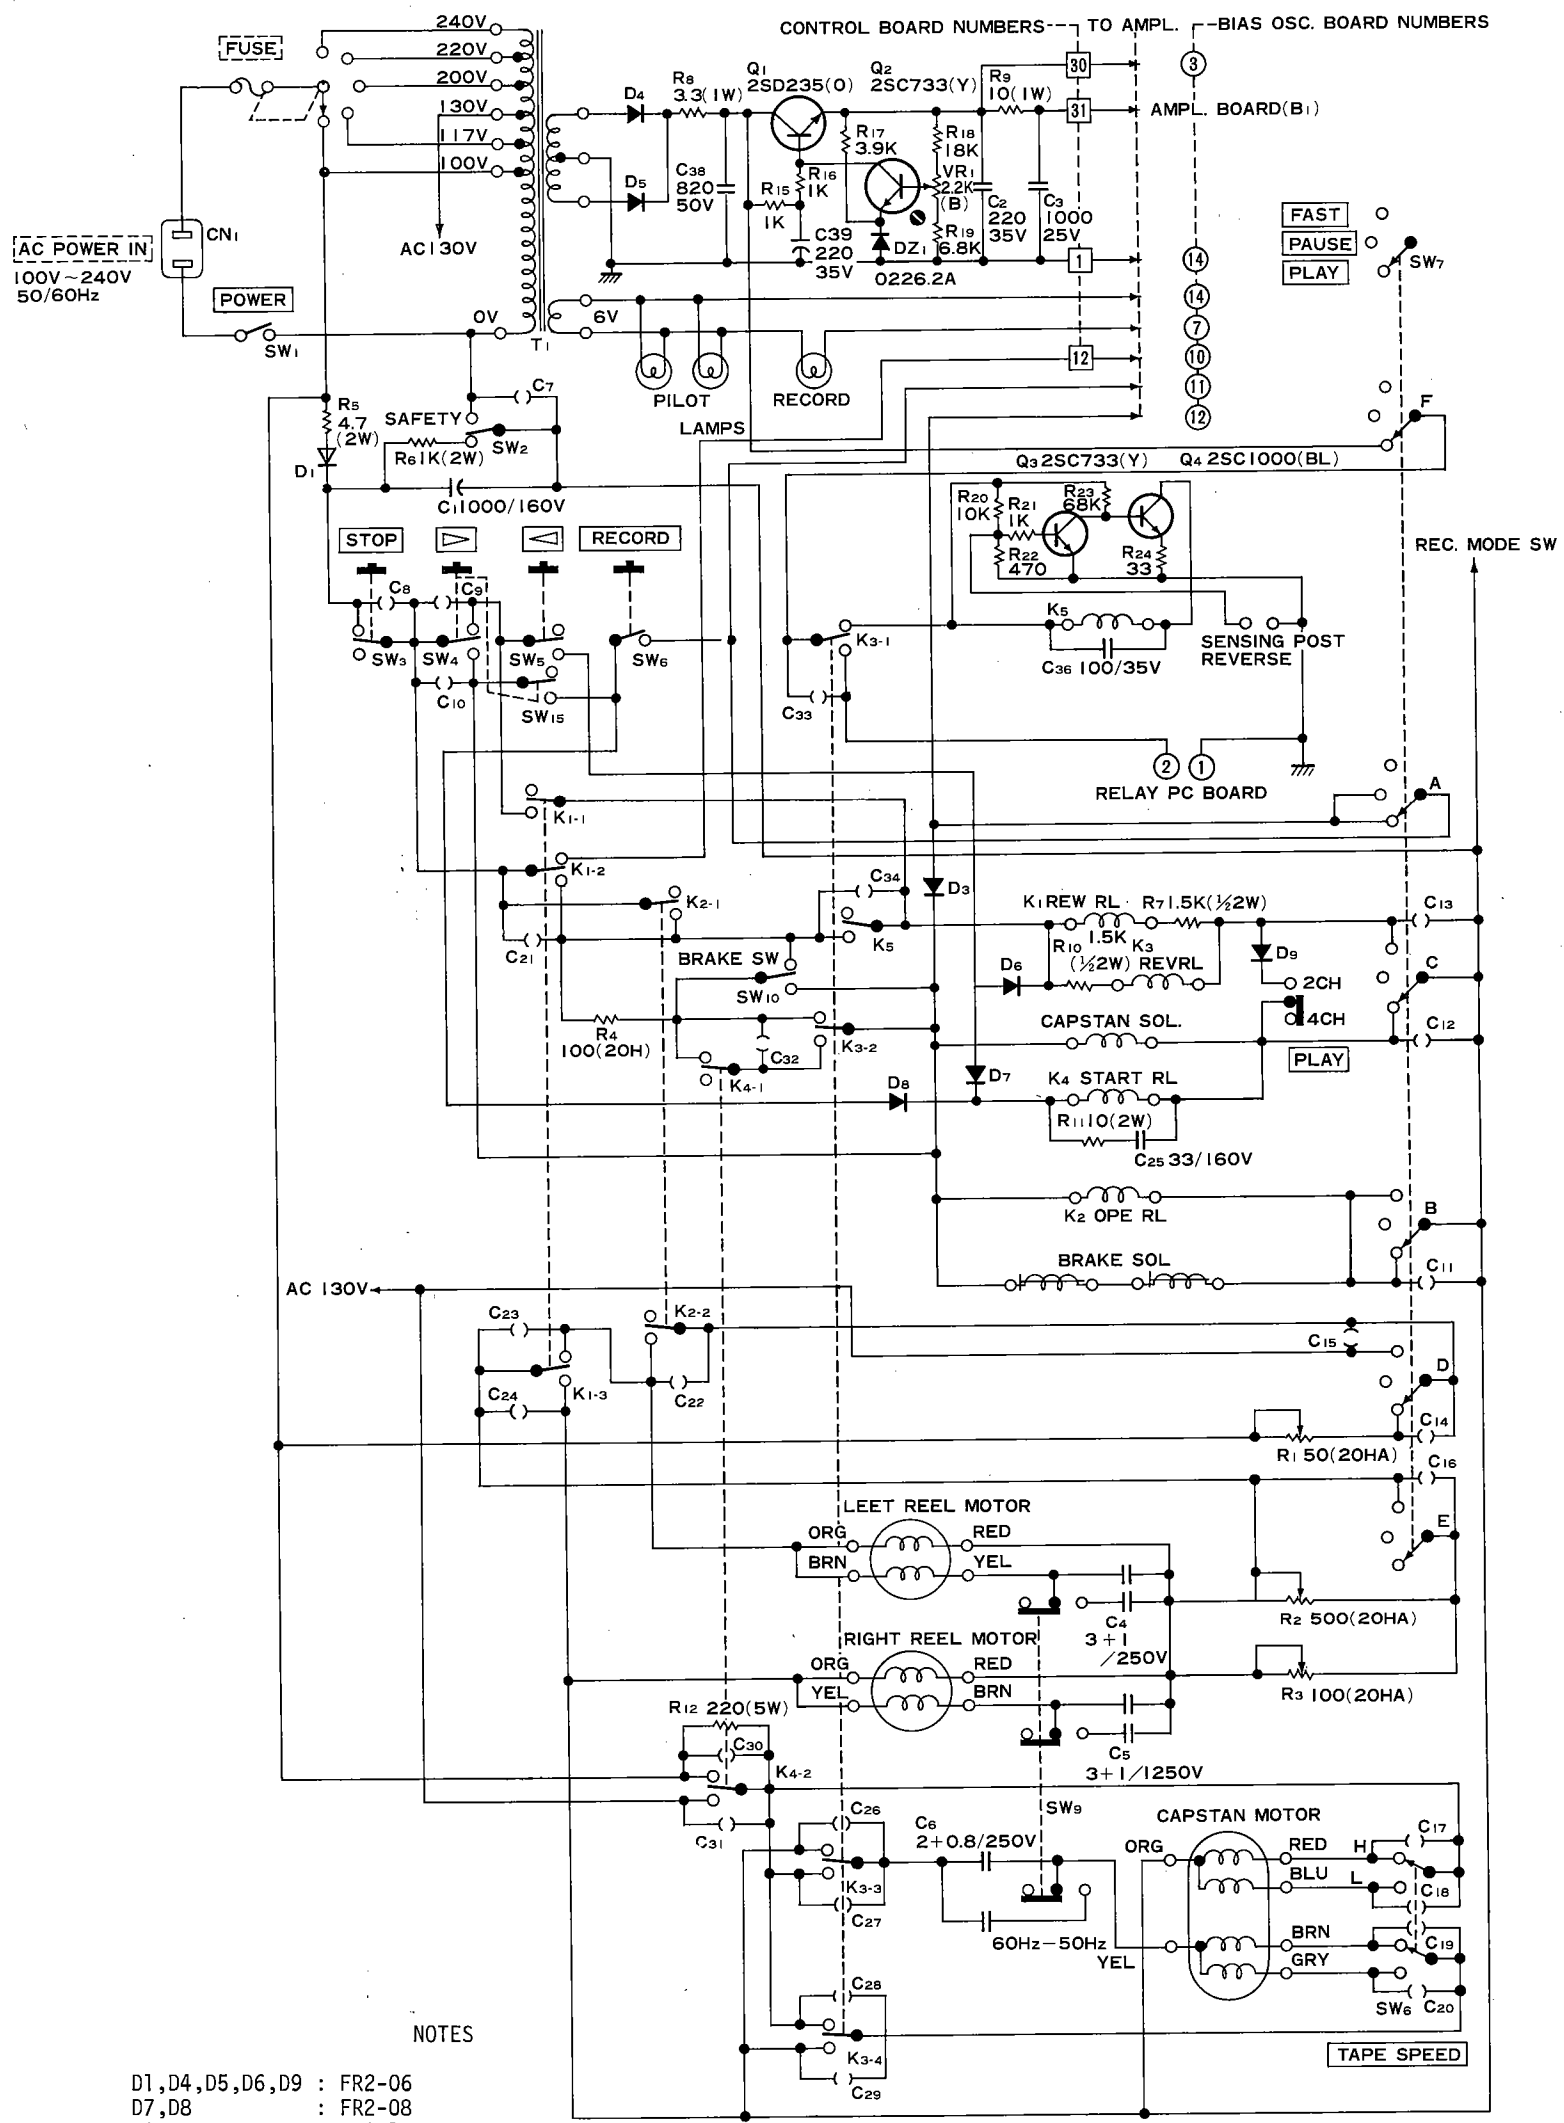 CONTROL BOARD NUMBERS
TO AMPL.
BIAS OSC. BOARD NUMBERS
240V
FUSE
220V
200V
130V
117V
100V
AC130V
CN1
AC POWER IN
100V~240V
50/60Hz
POWER
SW1
0V
T1
6V
D4
D5
R8
3.3(1W)
Q1
2SD235(O)
Q2
2SC733(Y)
R9
10(1W)
30
31
3
AMPL. BOARD(B1)
R17
3.9K
R18
18K
C38
820
50V
R15
1K
R16
1K
VR1
2.2K
(B)
C2
220
35V
C3
1000
25V
C39
220
35V
DZ1
R19
6.8K
0226.2A
1
14
14
7
12
10
11
12
PILOT
RECORD
LAMPS
FAST
PAUSE
PLAY
SW7
F
R5
4.7
(2W)
D1
SAFETY
C7
SW2
R6 1K(2W)
C1 1000/160V
Q3 2SC733(Y)
Q4 2SC1000(BL)
R20
10K
R21
1K
R23
68K
R22
470
R24
33
REC. MODE SW
STOP
▷
◁
RECORD
C8
C9
SW3
SW4
SW5
SW6
C10
SW15
K3-1
K5
C36 100/35V
SENSING POST
REVERSE
C33
2
1
RELAY PC BOARD
A
K1-1
K1-2
K2-1
C34
D3
K5
C21
BRAKE SW
SW10
R4
100(20H)
C32
K3-2
K4-1
K1 REW RL
R7 1.5K(½2W)
R10
1.5K
(½2W)
K3
REVRL
D6
D9
C13
2CH
4CH
C
CAPSTAN SOL.
C12
PLAY
D8
D7
K4 START RL
R11 10(2W)
C25 33/160V
K2 OPE RL
B
BRAKE SOL
C11
AC 130V
C23
K2-2
C15
C24
K1-3
C22
D
C14
R1 50(20HA)
C16
LEET REEL MOTOR
ORG
RED
BRN
YEL
E
C4
3+1
/250V
R2 500(20HA)
RIGHT REEL MOTOR
ORG
RED
YEL
BRN
R3 100(20HA)
C5
3+1/1250V
R12 220(5W)
C30
K4-2
C31
SW9
C26
C6
2+0.8/250V
K3-3
C27
60Hz-50Hz
CAPSTAN MOTOR
ORG
RED
H
C17
BLU
L
C18
BRN
C19
YEL
GRY
SW6
C20
C28
K3-4
C29
TAPE SPEED
NOTES
D1,D4,D5,D6,D9 : FR2-06
D7,D8 : FR2-08